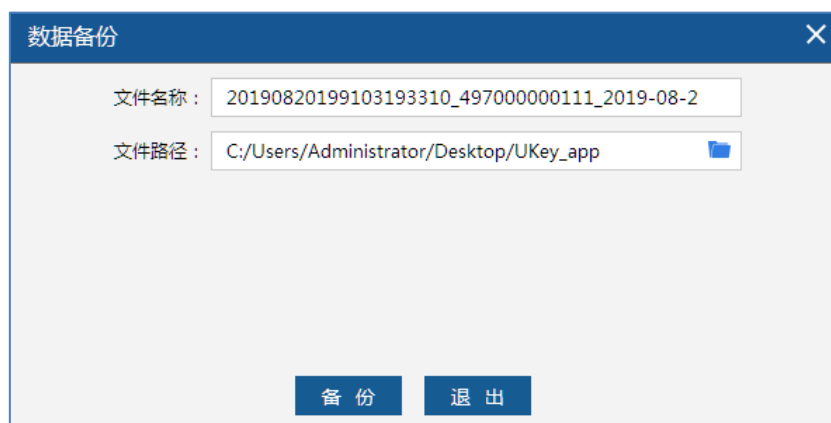 数据备份
文件名称：20190820199103193310_497000000111_2019-08-2
文件路径：C:/Users/Administrator/Desktop/UKey_app
备 份 退 出